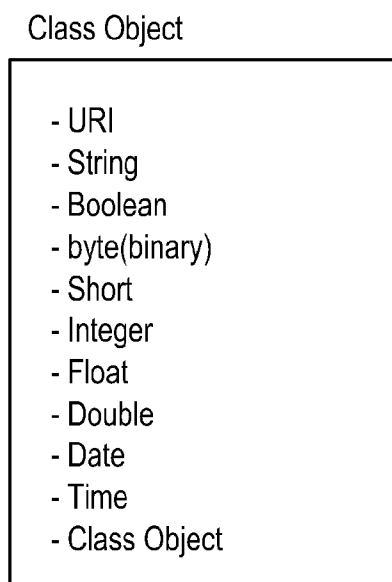 Class Object
- URI
- String
- Boolean
- byte(binary)
- Short
- Integer
- Float
- Double
- Date
- Time
- Class Object